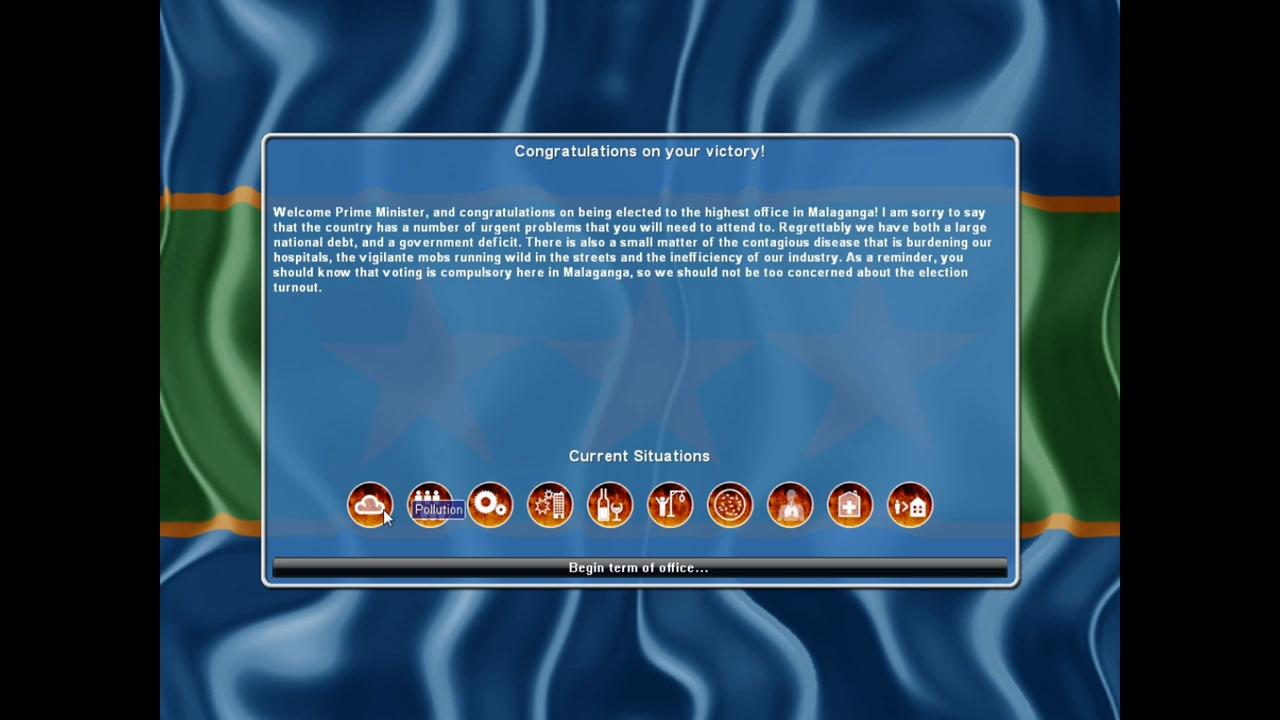 Congratulations on your victory!
Welcome Prime Minister, and congratulations on being elected to the highest office in Malaganga! I am sorry to say
that the country has a number of urgent problems that you will need to attend to. Regrettably we have both a large
national debt, and a government deficit. There is also a small matter of the contagious disease that is burdening our
hospitals, the vigilante mobs running wild in the streets and the inefficiency of our industry. As a reminder, you
should know that voting is compulsory here in Malaganga, so we should not be too concerned about the election
turnout.
Current Situations
Pollution
Begin term of office...